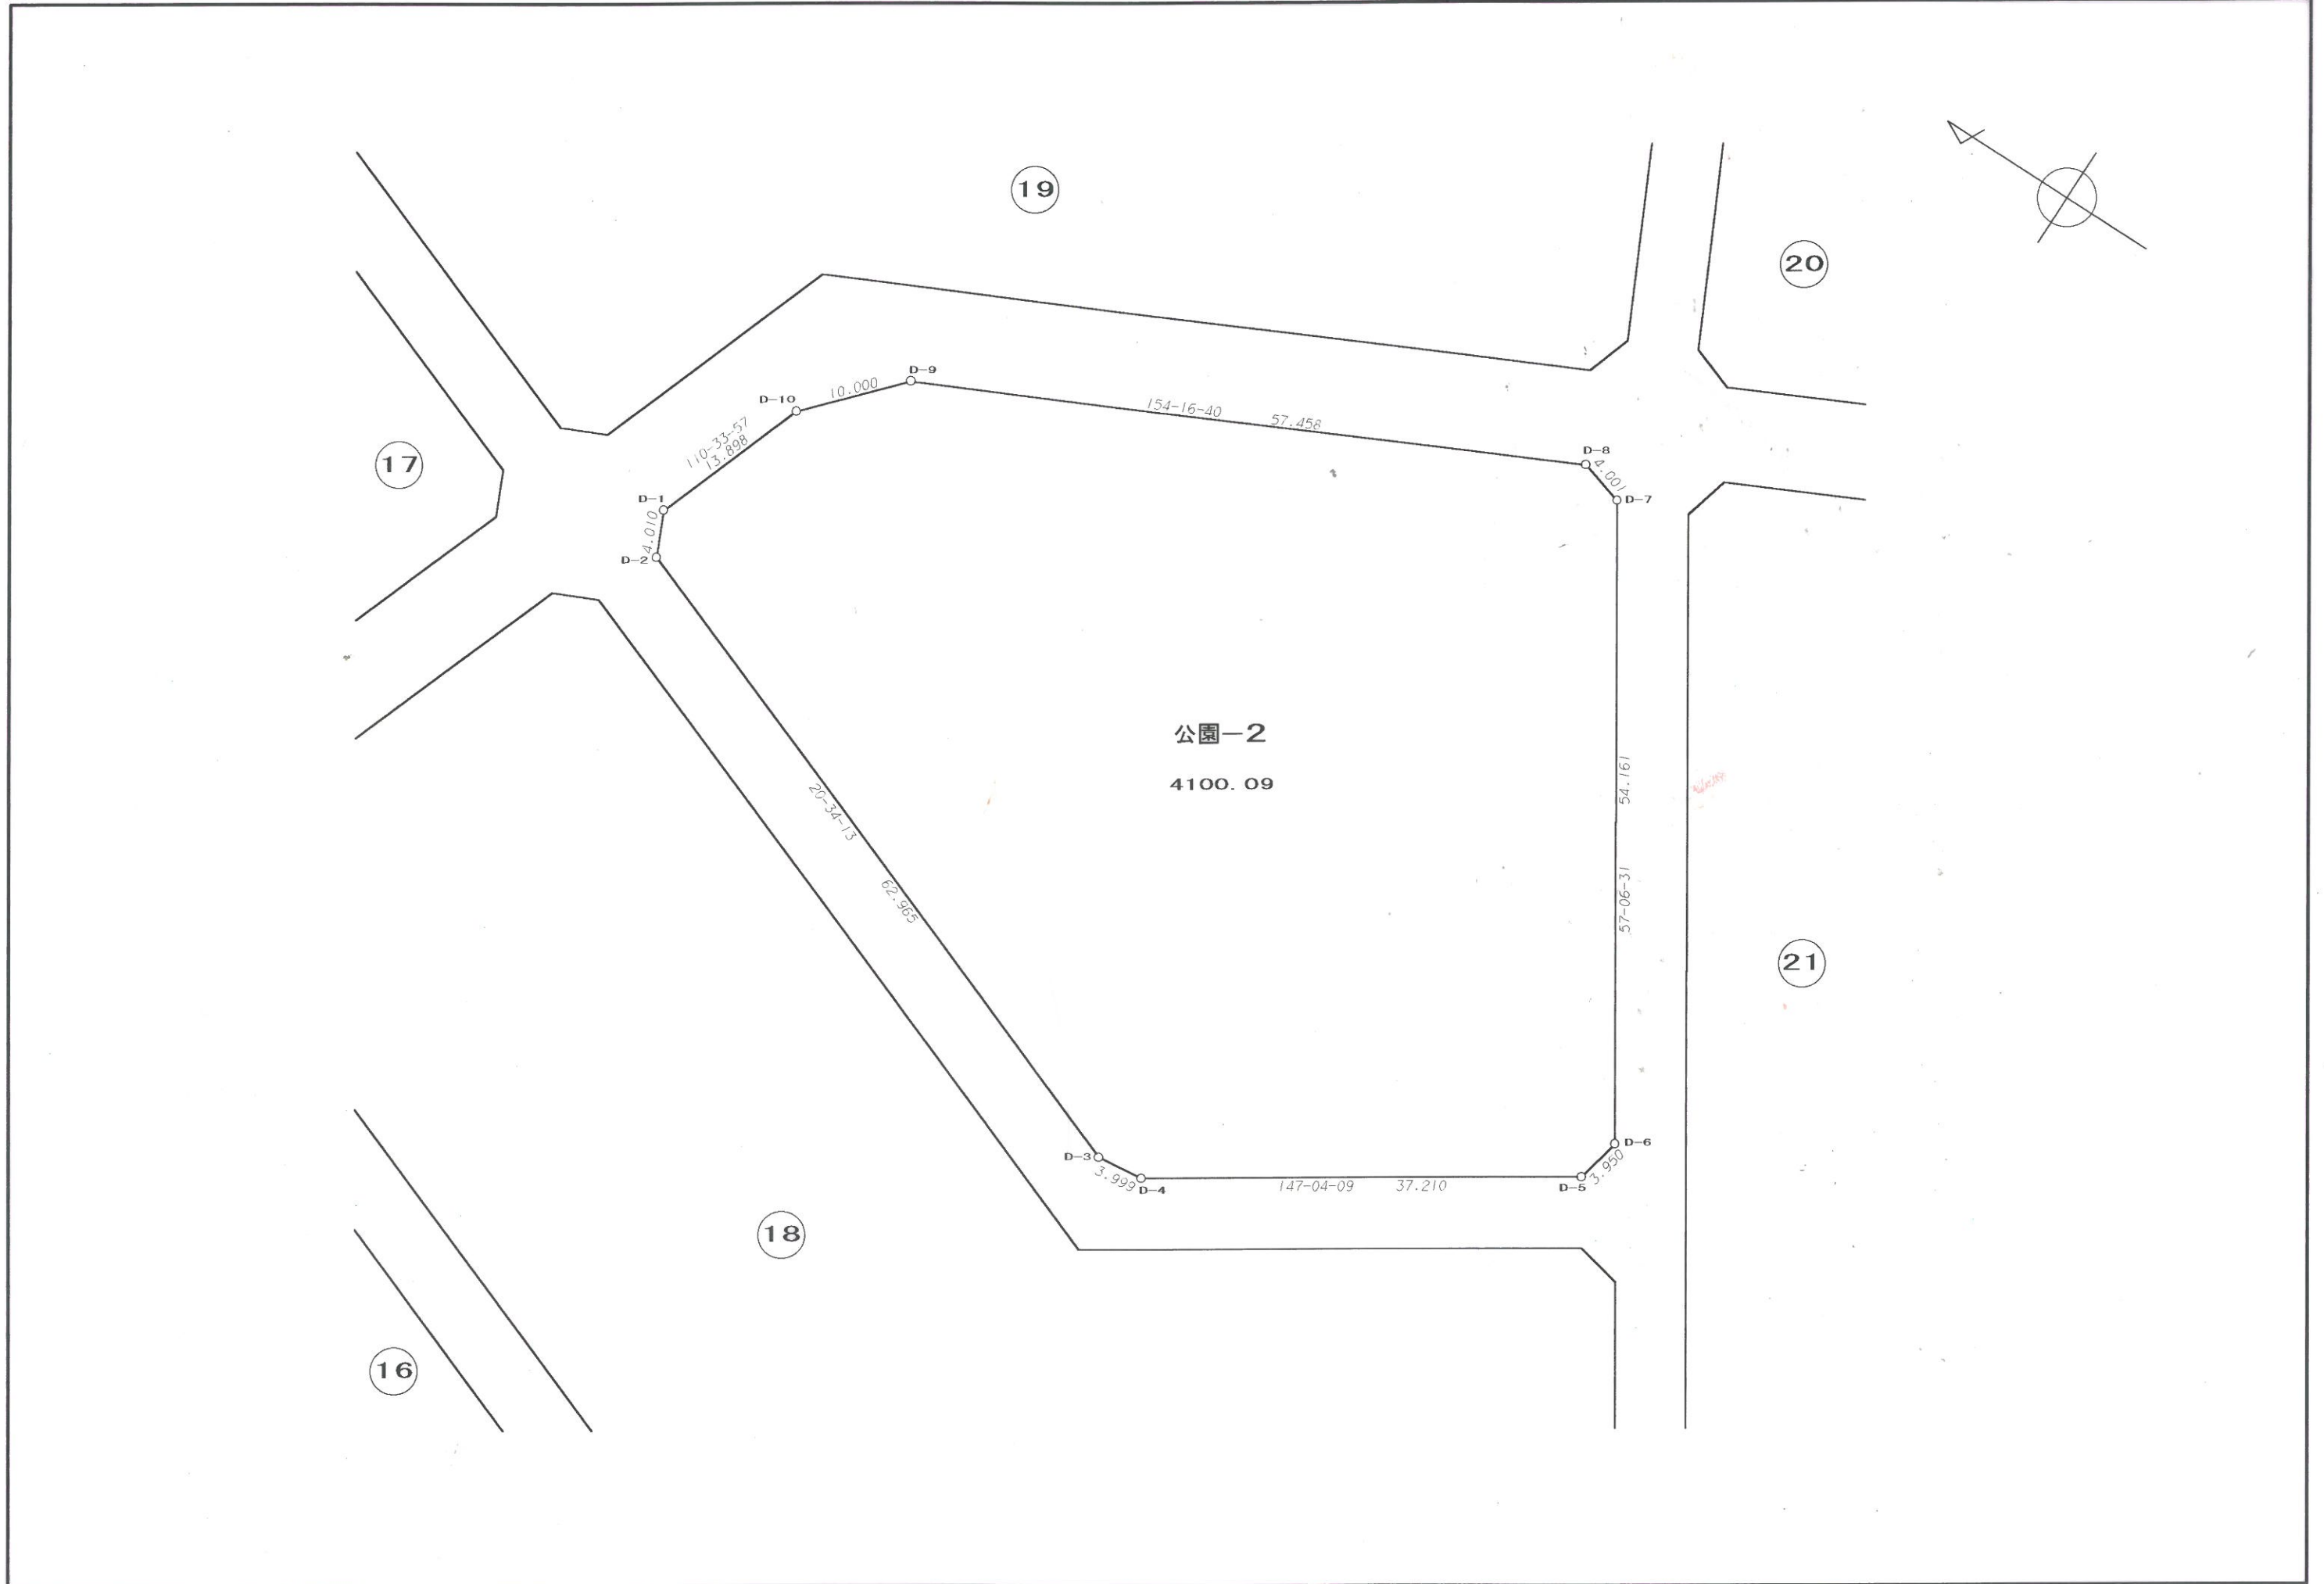 19
20
D-9
10.000
D-10
154-16-40
57.458
110-33-57
13.898
17
D-8
4.001
D-7
D-1
4.010
D-2
公園-2
4100.09
54.161
20-34-13
62.965
57-06-31
21
D-6
D-3
3.950
3.999
D-4
147-04-09
37.210
D-5
18
16